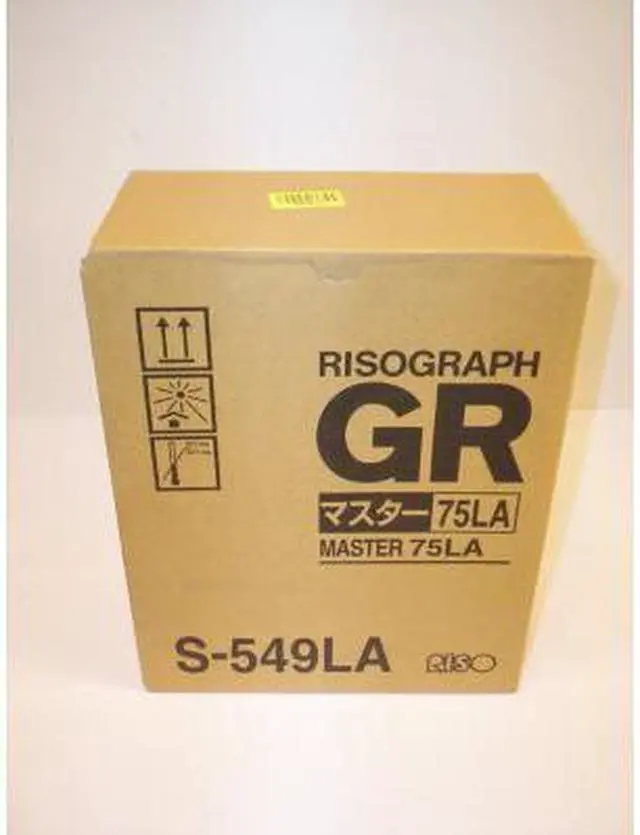 RISOGRAPH
GR
マスター 75LA
MASTER 75LA
S-549LA
RISO